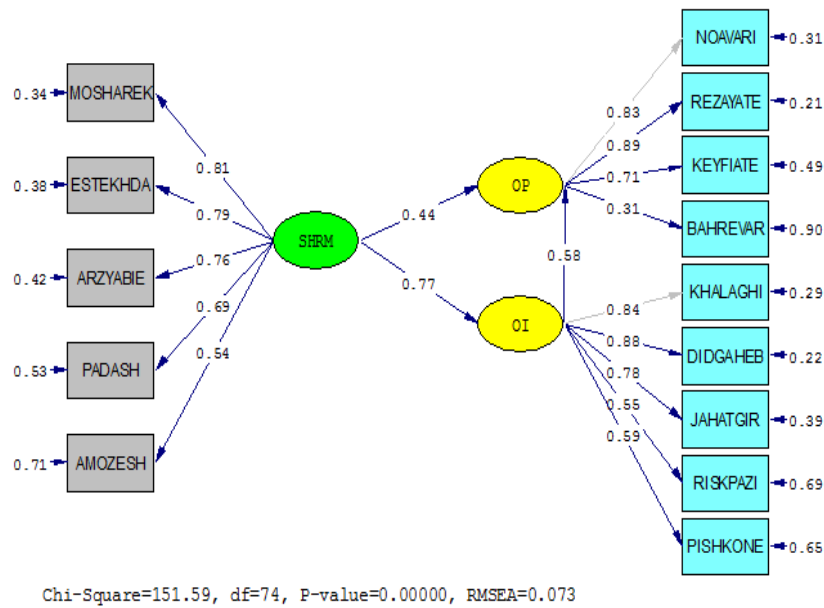 NOAVARI
0.31
0.34
MOSHAREK
REZAYATE
0.21
0.83
0.89
0.81
KEYFIATE
0.49
0.71
0.38
ESTEKHDA
0.79
OP
0.31
BAHREVAR
0.90
0.44
SHRM
0.76
0.58
0.42
ARZYABIE
0.77
KHALAGHI
0.29
0.69
0.84
OI
0.88
0.54
DIDGAHEB
0.22
0.53
PADASH
0.78
0.55
JAHATGIR
0.39
0.59
0.71
AMOZESH
RISKPAZI
0.69
PISHKONE
0.65
Chi-Square=151.59, df=74, P-value=0.00000, RMSEA=0.073